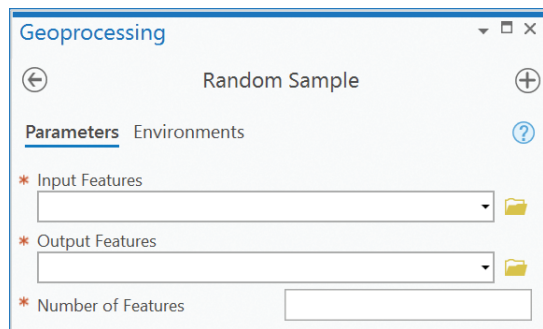 Geoprocessing
Random Sample
Parameters Environments
* Input Features
* Output Features
* Number of Features